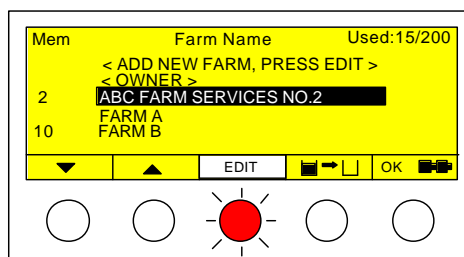 Mem Farm Name Used:15/200
< ADD NEW FARM, PRESS EDIT >
< OWNER >
2 ABC FARM SERVICES NO.2
FARM A
10 FARM B
EDIT OK